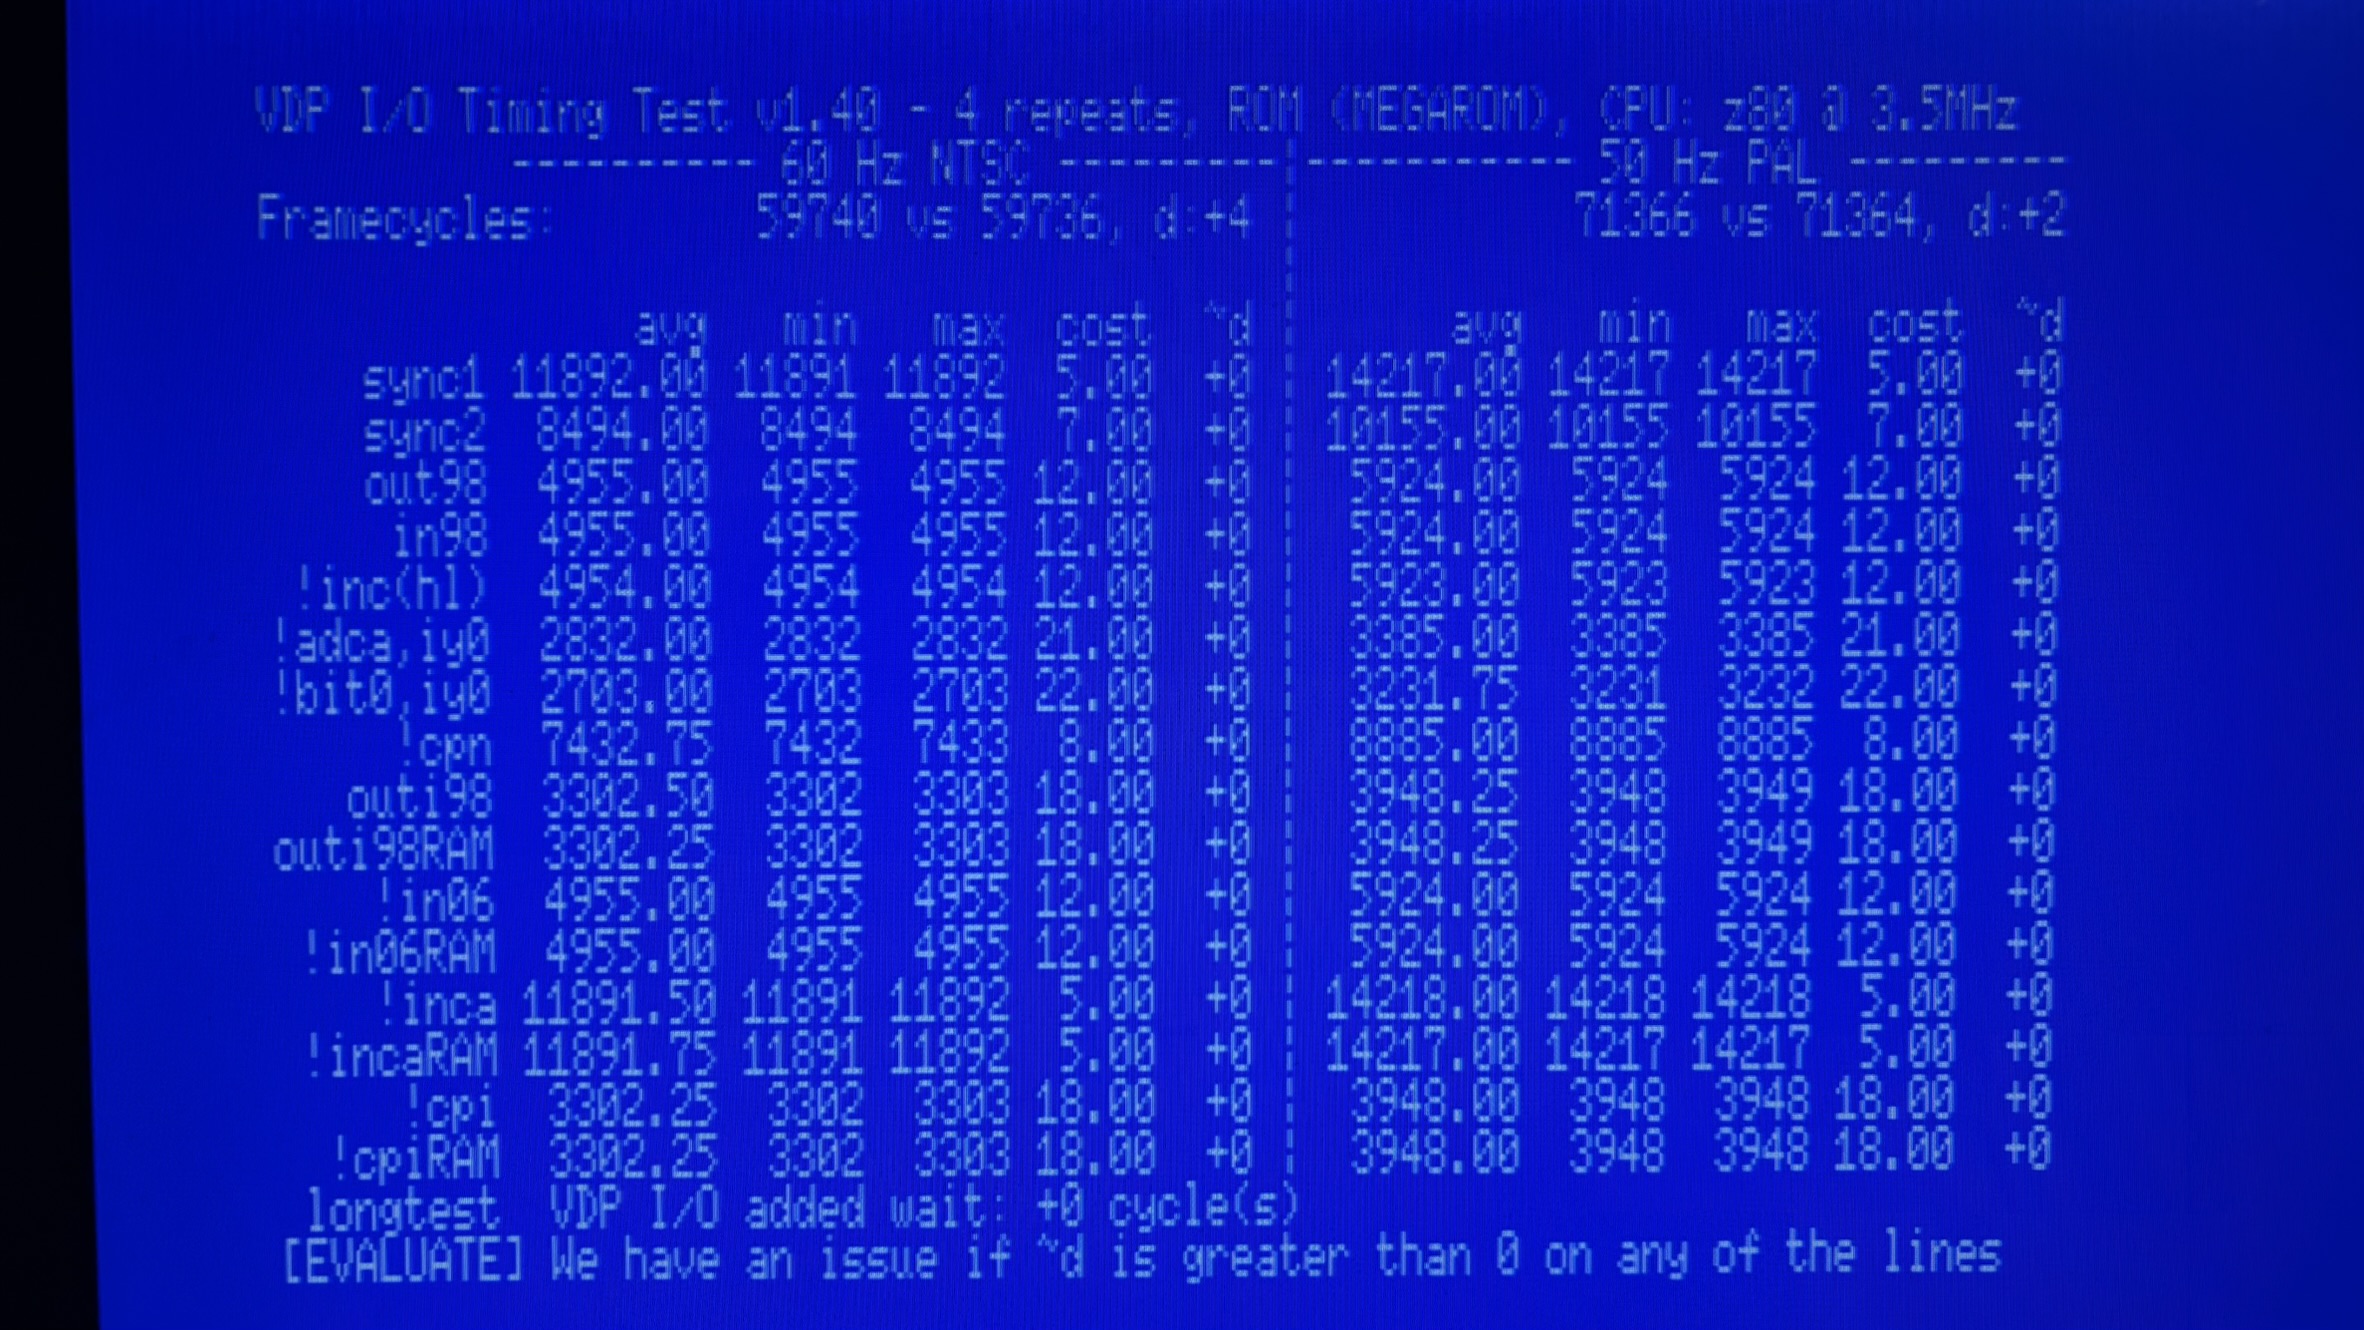 VDP I/O Timing Test v1.40 - 4 repeats, ROM (MEGAROM), CPU: z80 @ 3.5MHz
---------- 60 Hz NTSC ---------¦----------- 50 Hz PAL ---------
Framecycles: 59740 vs 59736, d:+4 ¦ 71366 vs 71364, d:+2
avg min max cost ~d ¦ avg min max cost ~d
sync1 11892.00 11891 11892 5.00 +0 ¦ 14217.00 14217 14217 5.00 +0
sync2 8494.00 8494 8494 7.00 +0 ¦ 10155.00 10155 10155 7.00 +0
out98 4955.00 4955 4955 12.00 +0 ¦ 5924.00 5924 5924 12.00 +0
in98 4955.00 4955 4955 12.00 +0 ¦ 5924.00 5924 5924 12.00 +0
!inc(hl) 4954.00 4954 4954 12.00 +0 ¦ 5923.00 5923 5923 12.00 +0
!adca,iy0 2832.00 2832 2832 21.00 +0 ¦ 3385.00 3385 3385 21.00 +0
!bit0,iy0 2703.00 2703 2703 22.00 +0 ¦ 3231.75 3231 3232 22.00 +0
!cpn 7432.75 7432 7433 8.00 +0 ¦ 8885.00 8885 8885 8.00 +0
outi98 3302.50 3302 3303 18.00 +0 ¦ 3948.25 3948 3949 18.00 +0
outi98RAM 3302.25 3302 3303 18.00 +0 ¦ 3948.25 3948 3949 18.00 +0
!in06 4955.00 4955 4955 12.00 +0 ¦ 5924.00 5924 5924 12.00 +0
!in06RAM 4955.00 4955 4955 12.00 +0 ¦ 5924.00 5924 5924 12.00 +0
!inca 11891.50 11891 11892 5.00 +0 ¦ 14218.00 14218 14218 5.00 +0
!incaRAM 11891.75 11891 11892 5.00 +0 ¦ 14217.00 14217 14217 5.00 +0
!cpi 3302.25 3302 3303 18.00 +0 ¦ 3948.00 3948 3948 18.00 +0
!cpiRAM 3302.25 3302 3303 18.00 +0 ¦ 3948.00 3948 3948 18.00 +0
longtest VDP I/O added wait: +0 cycle(s)
[EVALUATE] We have an issue if ~d is greater than 0 on any of the lines